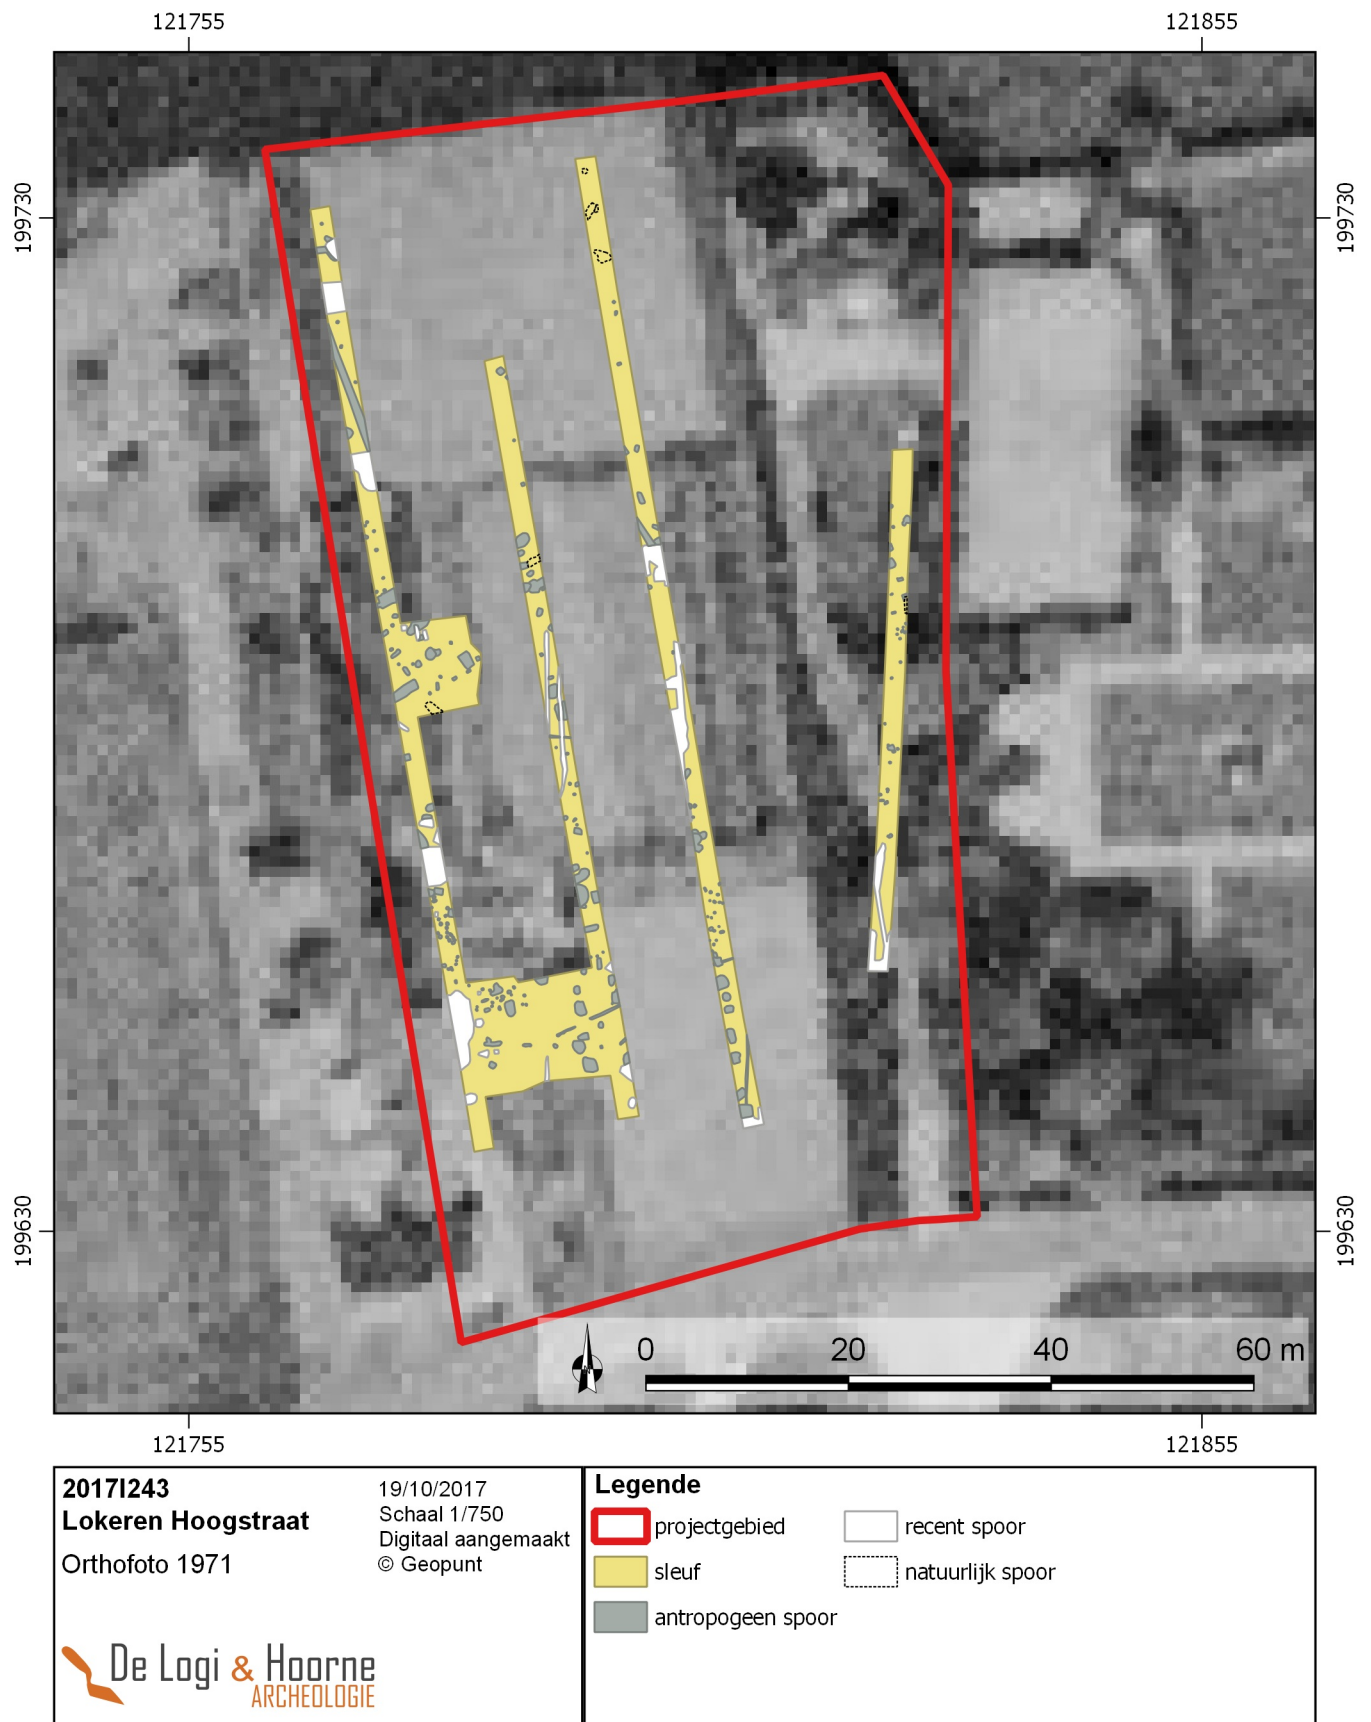 121755
121855
199730
199730
199630
199630
0 20 40 60 m
121755
121855
2017I243
Lokeren Hoogstraat
Orthofoto 1971
19/10/2017
Schaal 1/750
Digitaal aangemaakt
© Geopunt
De Logi & Hoorne
ARCHEOLOGIE
Legende
projectgebied
sleuf
antropogeen spoor
recent spoor
natuurlijk spoor